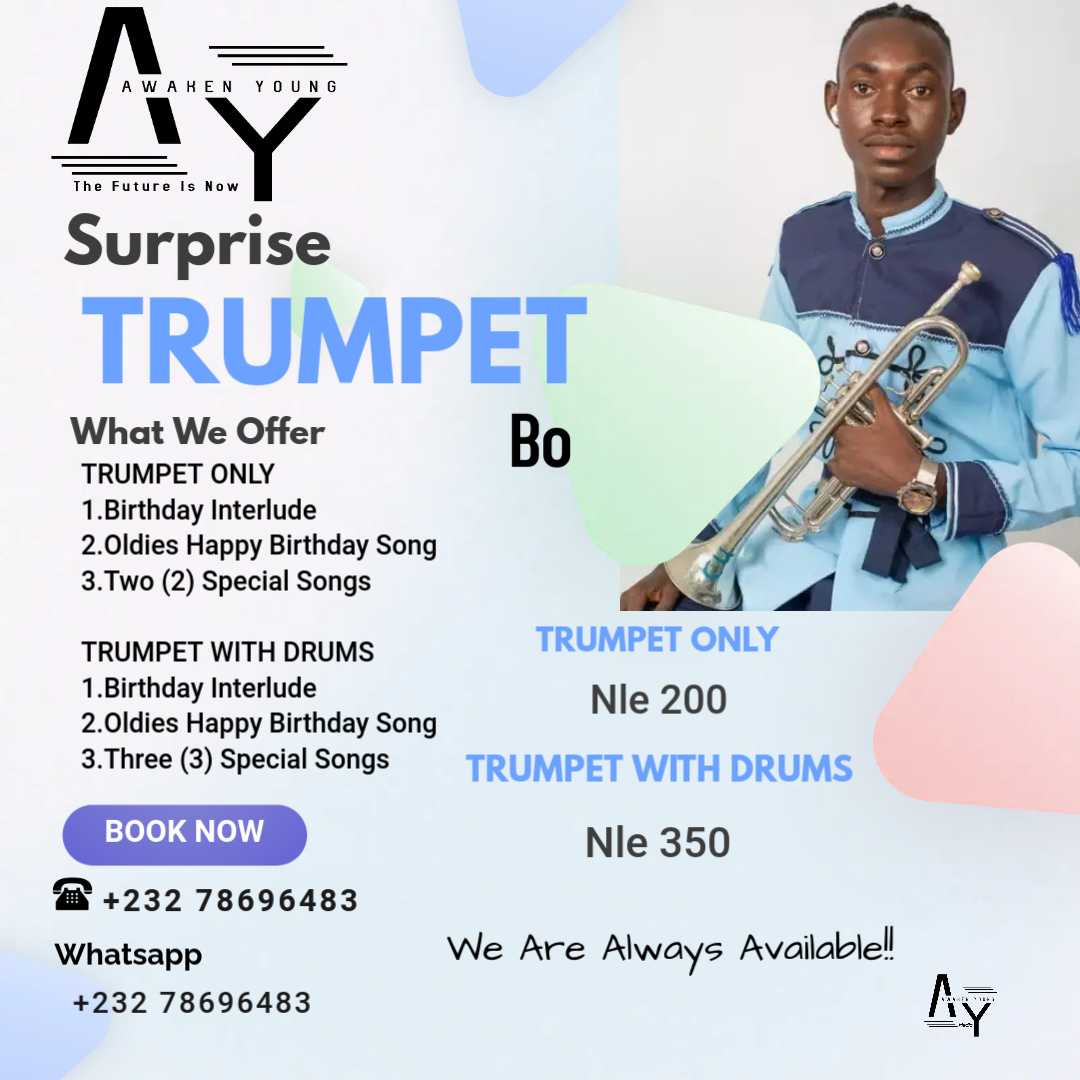 AWAKEN YOUNG
AY
The Future Is Now
Surprise
TRUMPET
Bo
What We Offer
TRUMPET ONLY
1.Birthday Interlude
2.Oldies Happy Birthday Song
3.Two (2) Special Songs
TRUMPET WITH DRUMS
1.Birthday Interlude
2.Oldies Happy Birthday Song
3.Three (3) Special Songs
TRUMPET ONLY
Nle 200
TRUMPET WITH DRUMS
Nle 350
BOOK NOW
+232 78696483
Whatsapp
+232 78696483
We Are Always Available!!
AY
AWAKEN YOUNG